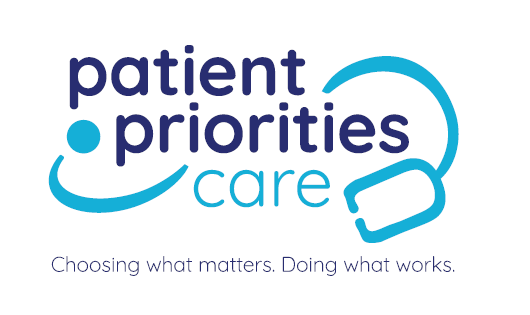 patient
priorities
care
Choosing what matters. Doing what works.